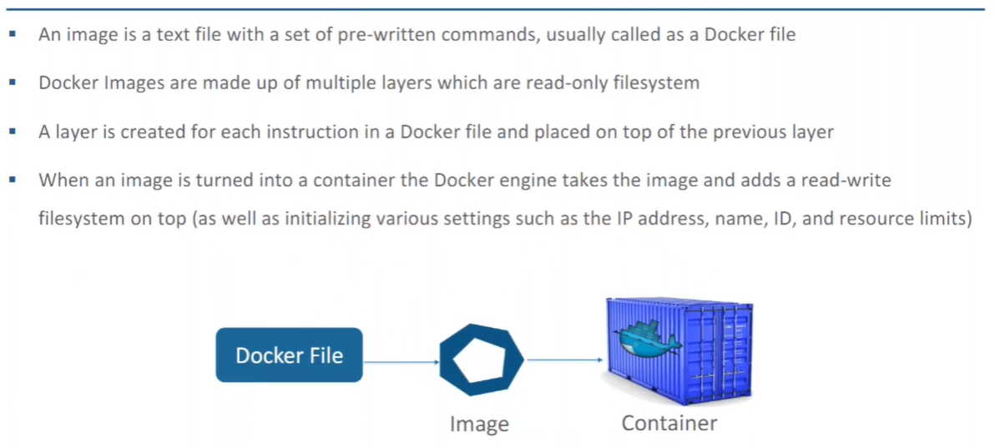 An image is a text file with a set of pre-written commands, usually called as a Docker file
Docker Images are made up of multiple layers which are read-only filesystem
A layer is created for each instruction in a Docker file and placed on top of the previous layer
When an image is turned into a container the Docker engine takes the image and adds a read-write
filesystem on top (as well as initializing various settings such as the IP address, name, ID, and resource limits)
Docker File
Image
Container